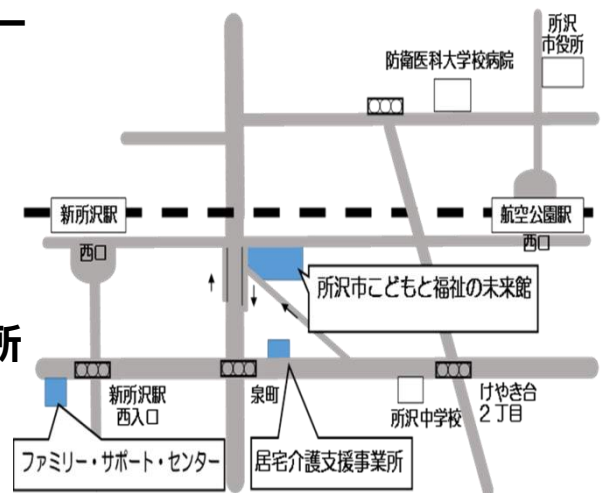 ー
所沢
市役所
防衛医科大学校病院
新所沢駅
航空公園駅
西口
西口
所沢市こどもと福祉の未来館
所
新所沢駅
西入口
泉町
所沢中学校
けやき台
2丁目
ファミリー・サポート・センター
居宅介護支援事業所